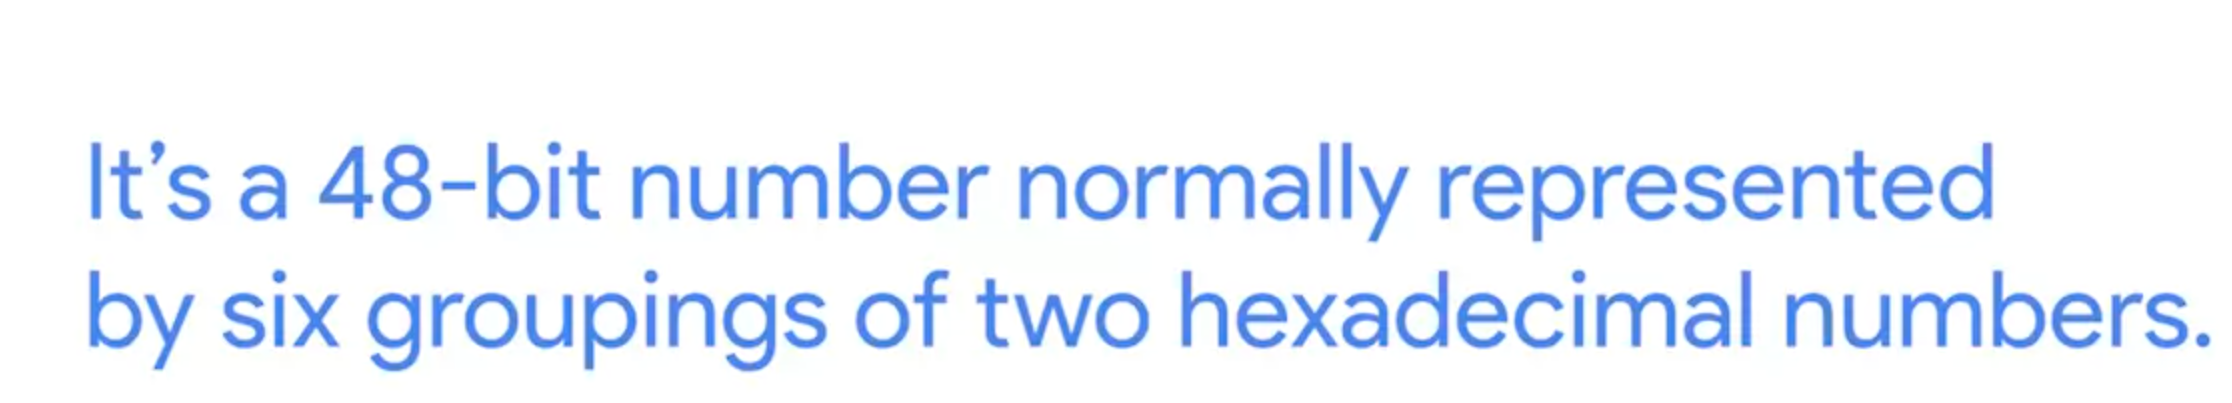 It’s a 48-bit number normally represented
by six groupings of two hexadecimal numbers.